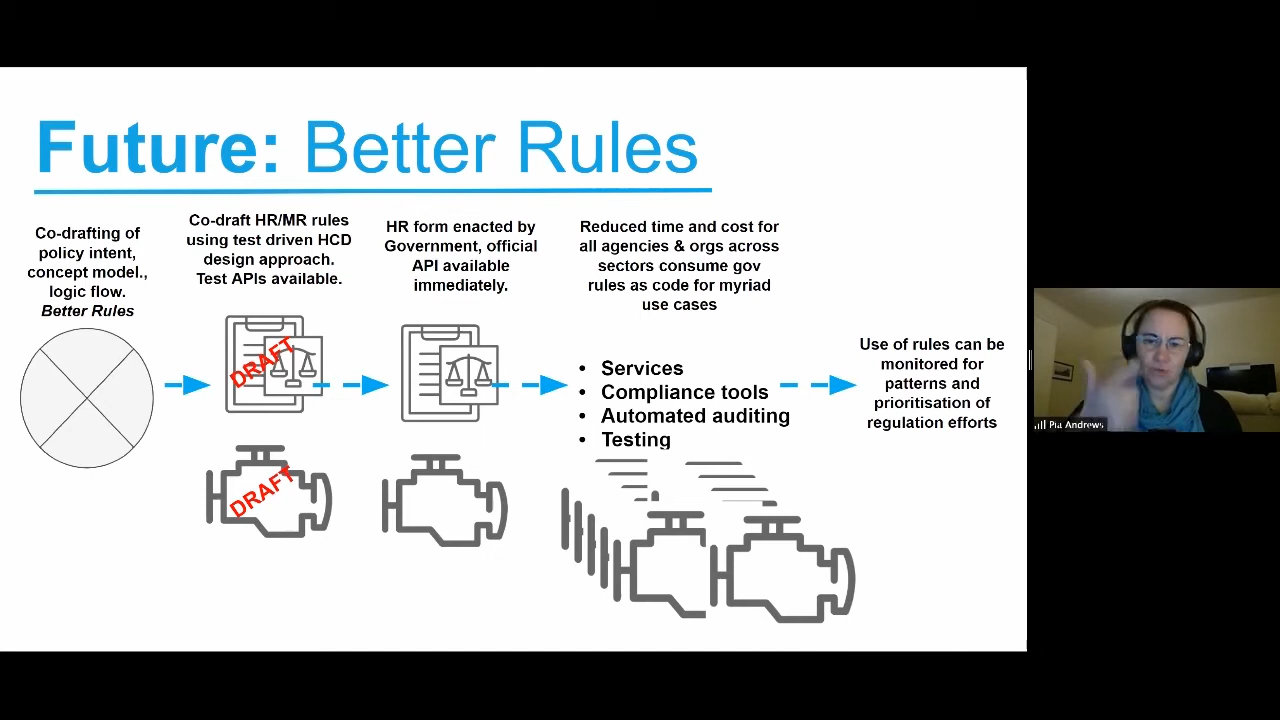 Future: Better Rules
Co-drafting of
policy intent,
concept model.,
logic flow.
Better Rules
Co-draft HR/MR rules
using test driven HCD
design approach.
Test APIs available.
HR form enacted by
Government, official
API available
immediately.
Reduced time and cost for
all agencies & orgs across
sectors consume gov
rules as code for myriad
use cases
• Services
• Compliance tools
• Automated auditing
• Testing
Use of rules can be
monitored for
patterns and
prioritisation of
regulation efforts
DRAFT
DRAFT
Pia Andrews